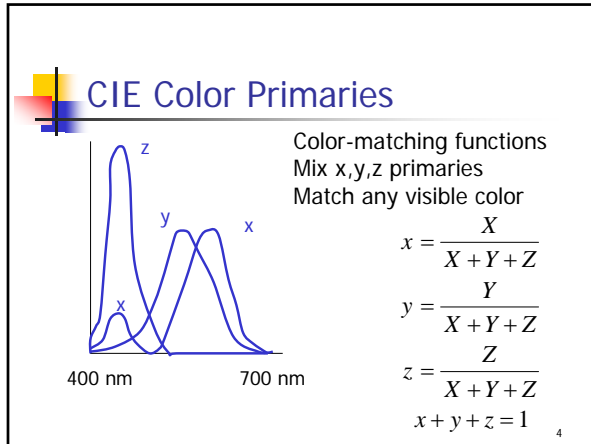 CIE Color Primaries
Color-matching functions
Mix x,y,z primaries
Match any visible color
z
y
x
x
400 nm
700 nm
x = X / (X + Y + Z)
y = Y / (X + Y + Z)
z = Z / (X + Y + Z)
x + y + z = 1
4